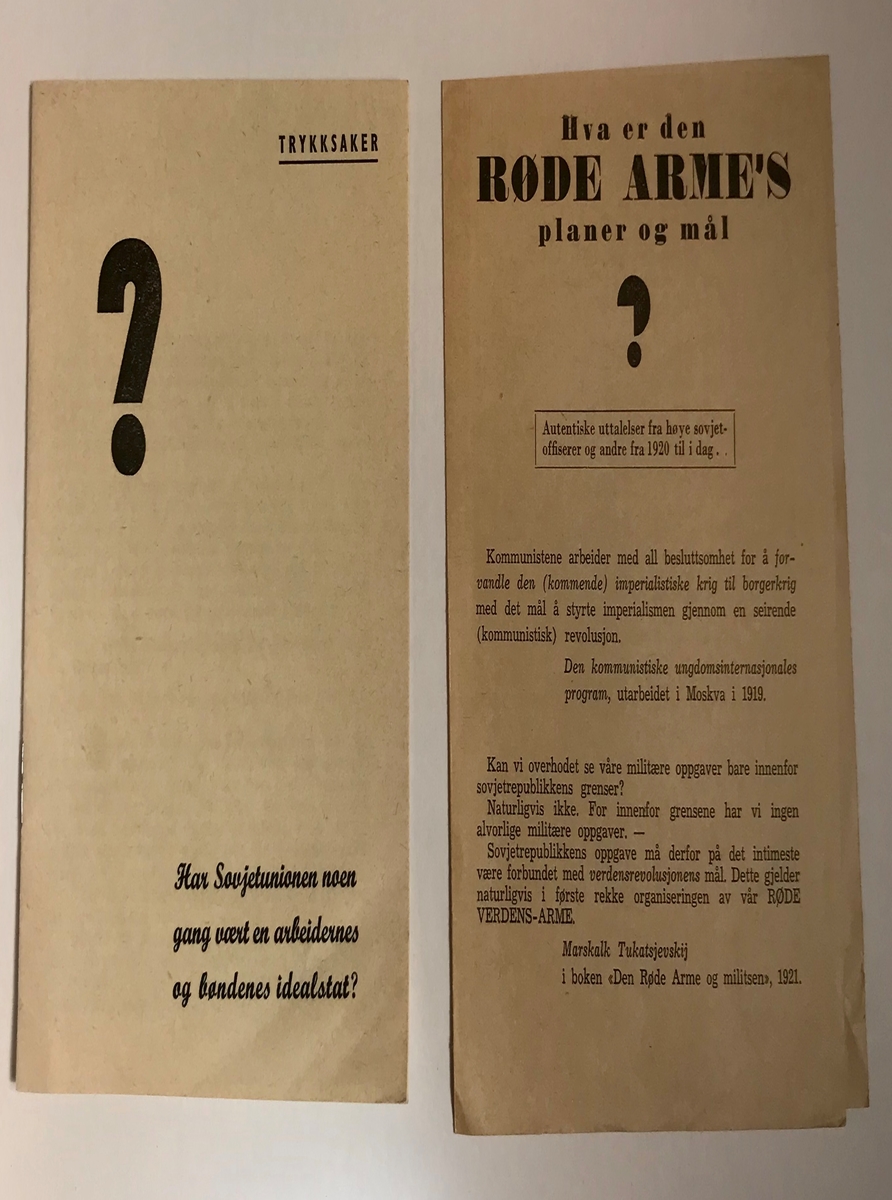 TRYKKSAKER
?
Har Sovjetunionen noen
gang vært en arbeidernes
og bøndenes idealstat?
Hva er den
RØDE ARME'S
planer og mål
?
Autentiske uttalelser fra høye sovjet-
offiserer og andre fra 1920 til i dag. .
Kommunistene arbeider med all besluttsomhet for å for-
vandle den (kommende) imperialistiske krig til borgerkrig
med det mål å styrte imperialismen gjennom en seirende
(kommunistisk) revolusjon.
Den kommunistiske ungdomsinternasjonales
program, utarbeidet i Moskva i 1919.
Kan vi overhodet se våre militære oppgaver bare innenfor
sovjetrepublikkens grenser?
Naturligvis ikke. For innenfor grensene har vi ingen
alvorlige militære oppgaver. —
Sovjetrepublikkens oppgave må derfor på det intimeste
være forbundet med verdensrevolusjonens mål. Dette gjelder
naturligvis i første rekke organiseringen av vår RØDE
VERDENS-ARME.
Marskalk Tukatsjevskij
i boken «Den Røde Arme og militsen», 1921.